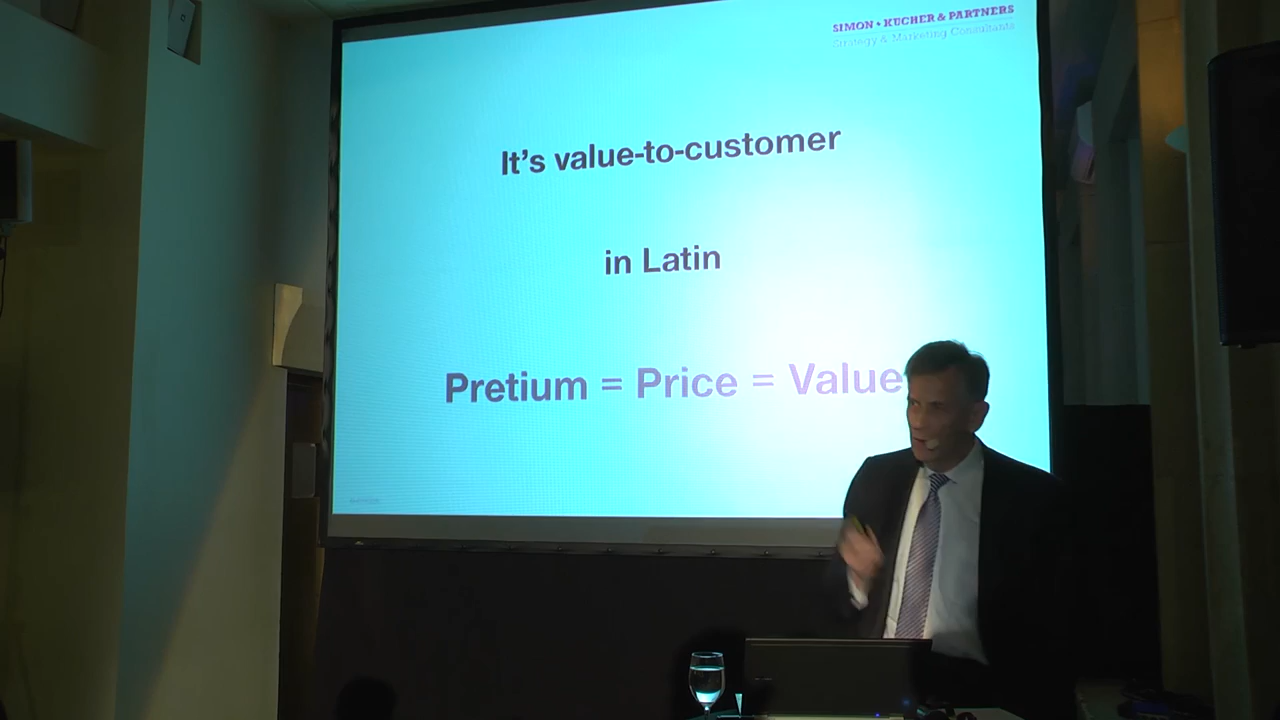 SIMON • KUCHER & PARTNERS
Strategy & Marketing Consultants
It's value-to-customer
in Latin
Pretium = Price = Value